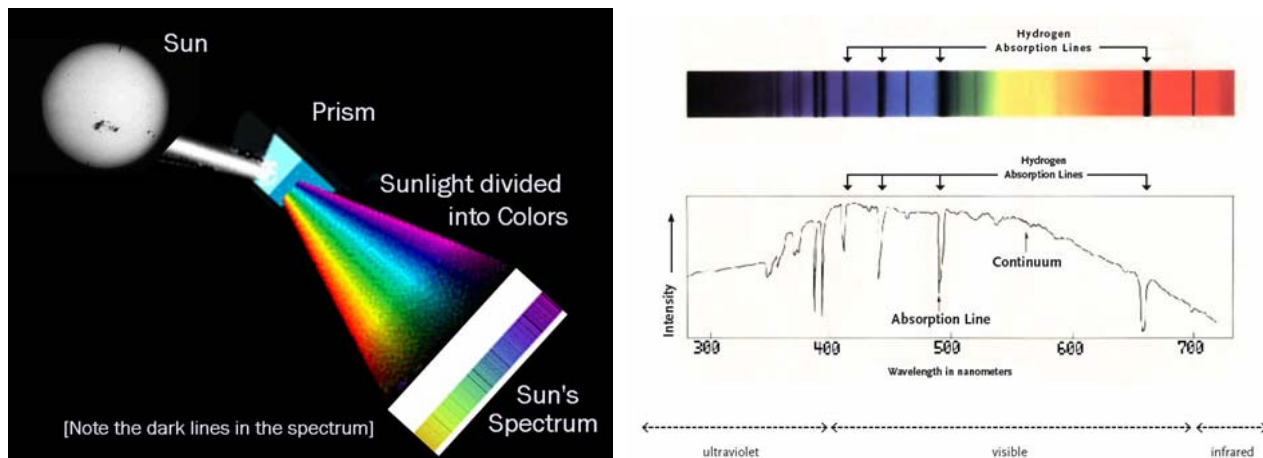 Sun
Prism
Sunlight divided
into Colors
Sun's
Spectrum
[Note the dark lines in the spectrum]
Hydrogen
Absorption Lines
Hydrogen
Absorption Lines
Intensity
Continuum
Absorption Line
300 400 500 600 700
Wavelength in nanometers
ultraviolet visible infrared